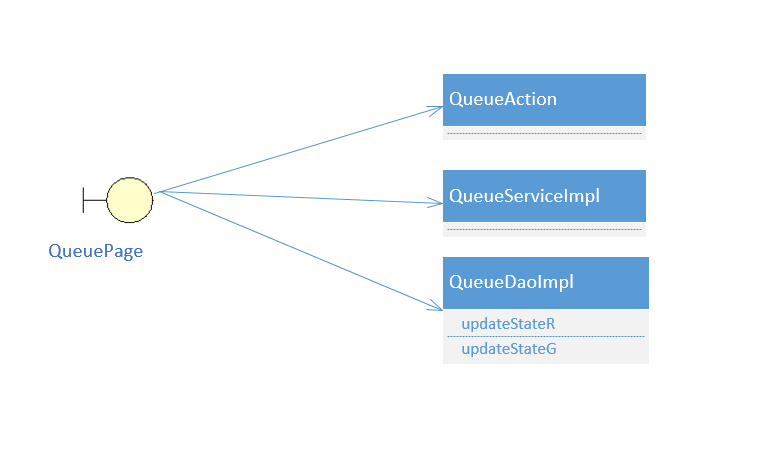 QueueAction
QueueServiceImpl
QueuePage
QueueDaoImpl
updateStateR
updateStateG